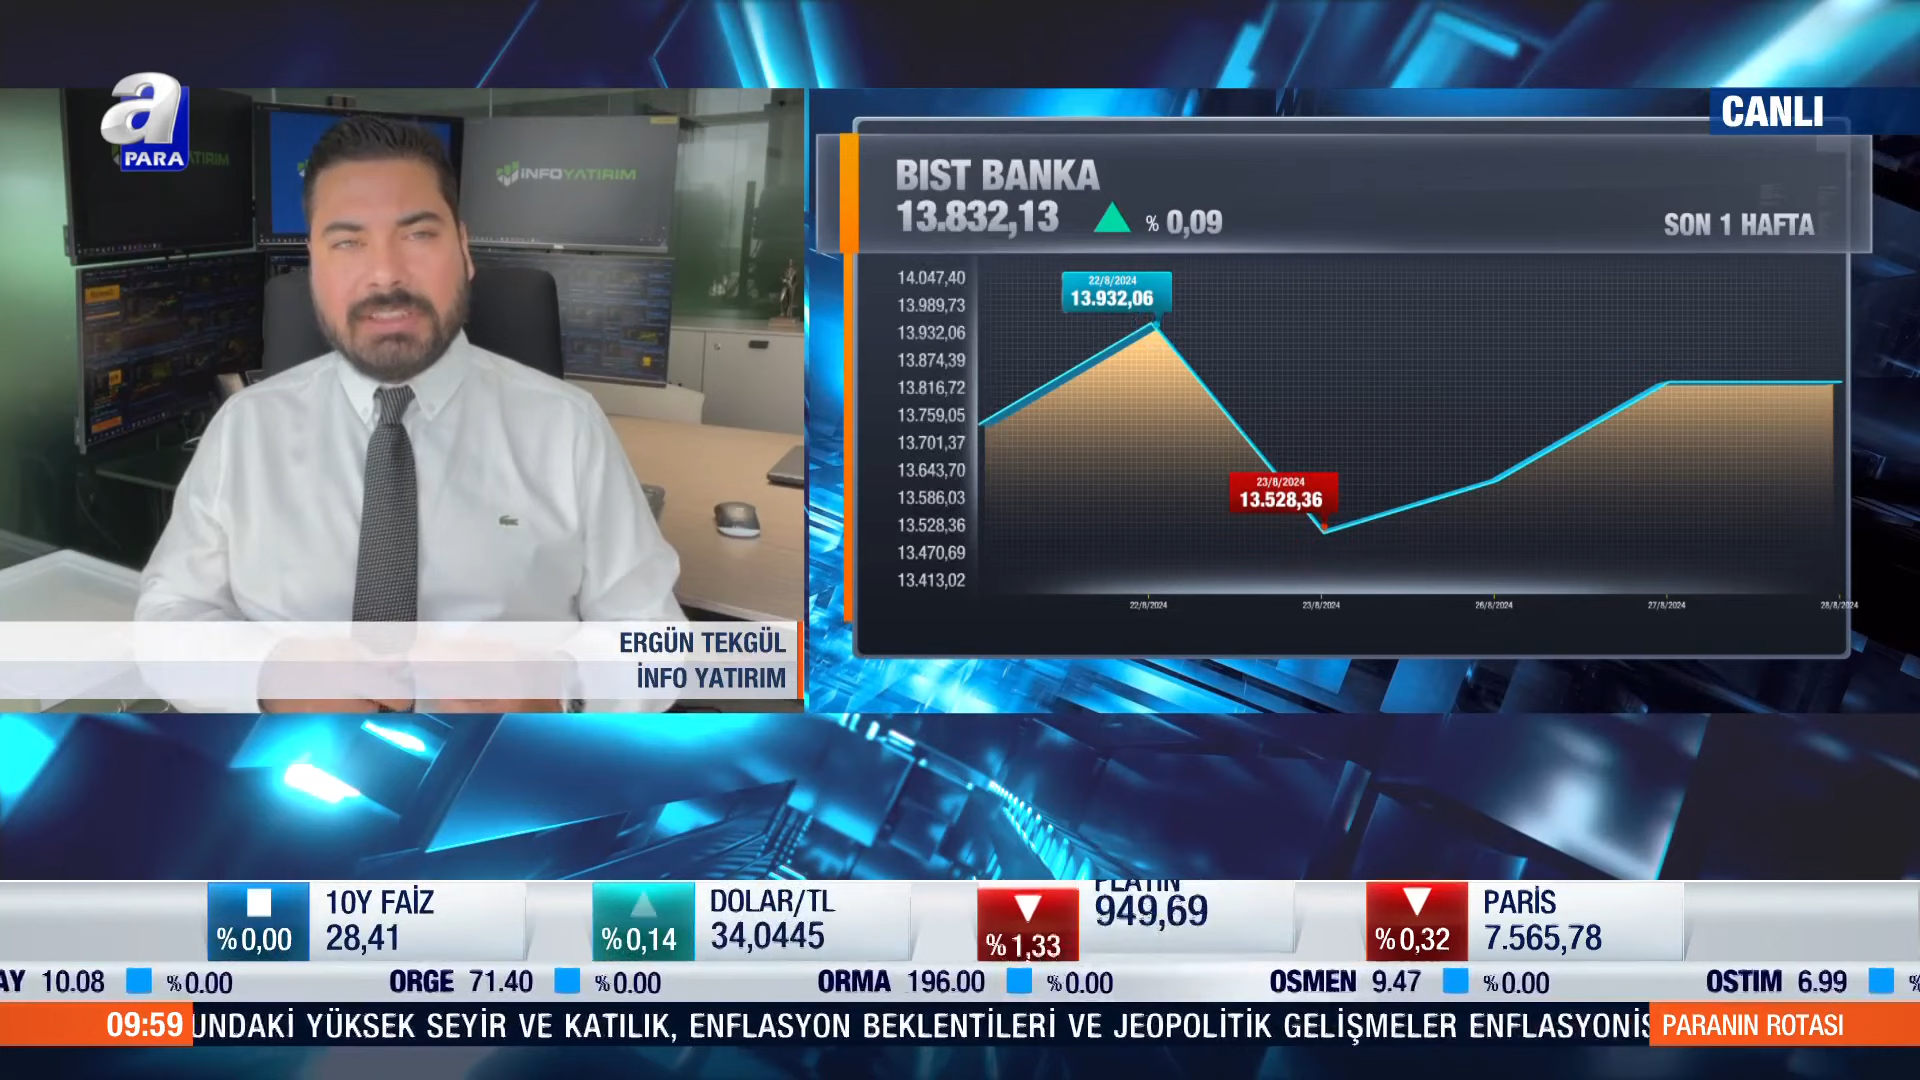 a
PARA
YATIRIM
INFOYATIRIM
CANLI
BIST BANKA
13.832,13
% 0,09
SON 1 HAFTA
14.047,40
13.989,73
13.932,06
13.874,39
13.816,72
13.759,05
13.701,37
13.643,70
13.586,03
13.528,36
13.470,69
13.413,02
22/8/2024
13.932,06
23/8/2024
13.528,36
22/8/2024
23/8/2024
26/8/2024
27/8/2024
28/8/2024
ERGÜN TEKGÜL
İNFO YATIRIM
%0,00 10Y FAİZ 28,41
%0,14 DOLAR/TL 34,0445
%1,33 PLATİN 949,69
%0,32 PARİS 7.565,78
AY 10.08 %0.00 ORGE 71.40 %0.00 ORMA 196.00 %0.00 OSMEN 9.47 %0.00 OSTIM 6.99 %
09:59 UNDAKİ YÜKSEK SEYİR VE KATILIK, ENFLASYON BEKLENTİLERİ VE JEOPOLİTİK GELİŞMELER ENFLASYONİS PARANIN ROTASI